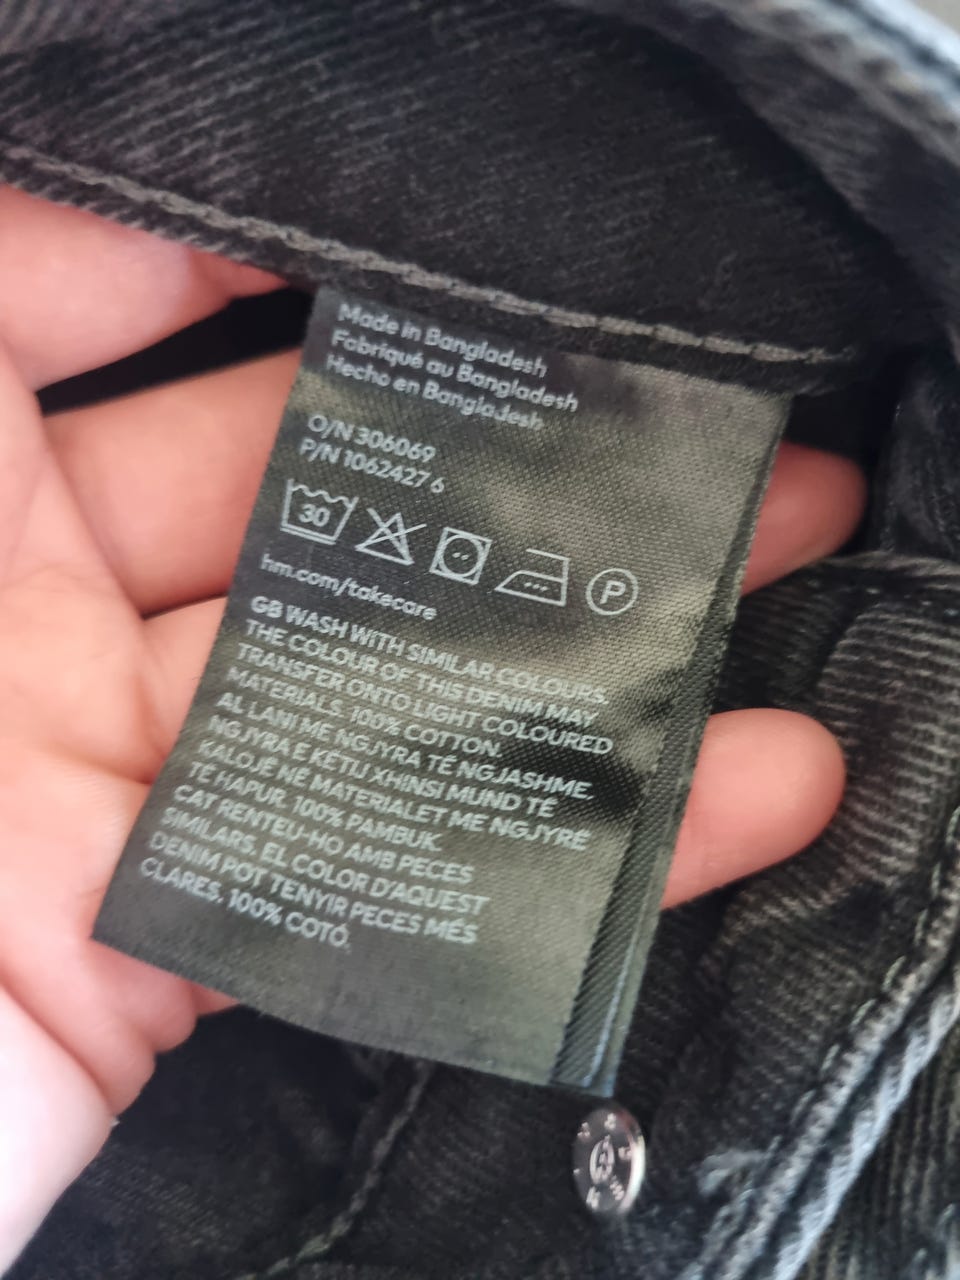 Made in Bangladesh
Fabriqué au Bangladesh
Hecho en Bangladesh
O/N 306069
P/N 1062427 6
30
P
hm.com/takecare
GB WASH WITH SIMILAR COLOURS.
THE COLOUR OF THIS DENIM MAY
TRANSFER ONTO LIGHT COLOURED
MATERIALS. 100% COTTON.
AL LANI ME NGJYRA TË NGJASHME.
NGJYRA E KËTIJ XHINSI MUND TË
KALOJË NË MATERIALET ME NGJYRË
TË HAPUR. 100% PAMBUK.
CAT RENTEU-HO AMB PECES
SIMILARS. EL COLOR D'AQUEST
DENIM POT TENYIR PECES MÉS
CLARES. 100% COTÓ.